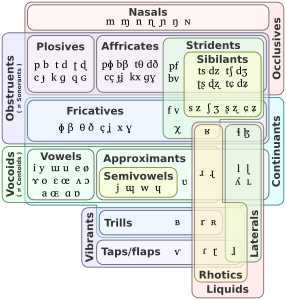 Nasals
m ɱ n ɳ ɲ ŋ ɴ
Occlusives
Obstruents
(≠ Sonorants)
Plosives
p b t d ʈ ɖ
c ɟ k ɡ q ɢ
Affricates
pɸ bβ tθ dð
cç ɟʝ kx ɡɣ
Stridents
pf
bv
Sibilants
ts dz tʃ dʒ
ʈʂ ɖʐ tɕ dʑ
Fricatives
ɸ β θ ð ç ʝ x ɣ
f v
s z ʃ ʒ ʂ ʐ ɕ ʑ
χ
ʁ
ɬ ɮ
Continuants
Vocoids
(≠ Contoids)
Vowels
i y ɯ u e ø
ɤ o ɛ œ ʌ ɔ
a ɶ ɑ ɒ
Approximants
Semivowels
j ɰ w ɥ
ʋ
ɹ ɻ
l ɭ
ʎ ʟ
Vibrants
Trills
ʙ
r ʀ
Taps/flaps
ⱱ
ɾ ɽ
ɺ
Laterals
Rhotics
Liquids